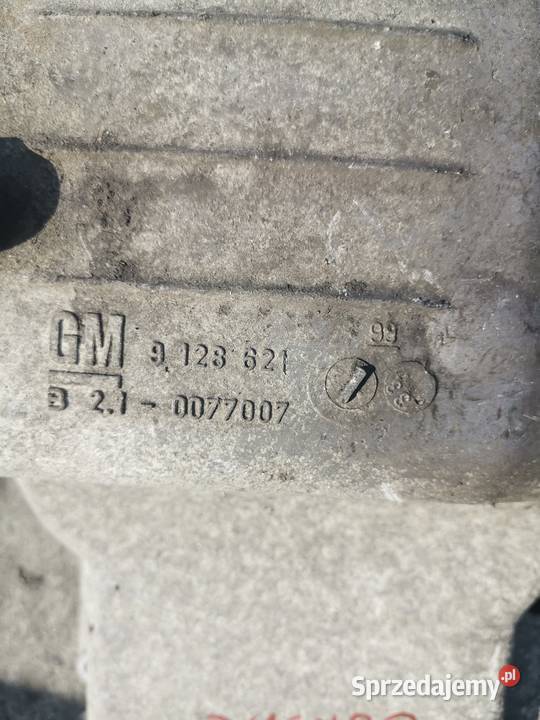 GM 9 128 621
99
B 2.1 - 0077007
Sprzedajemy.pl